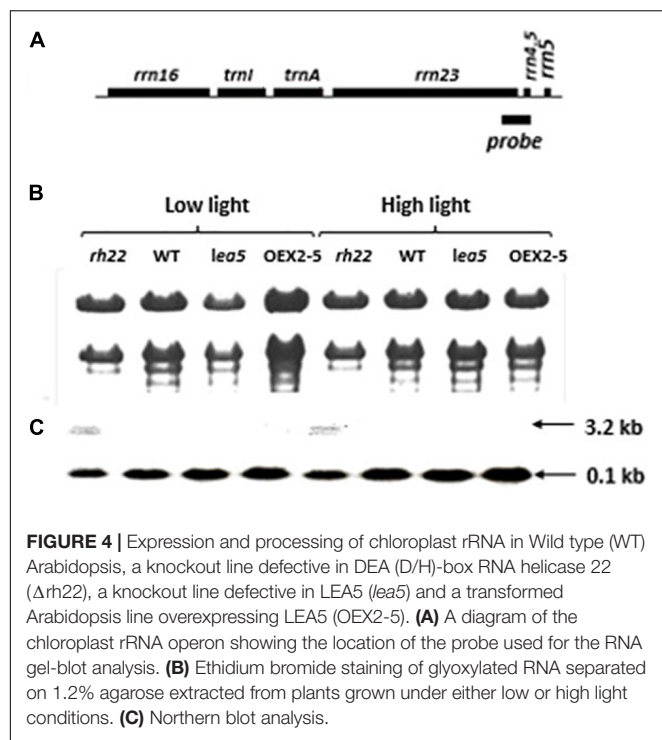 A
rrn16 trnI trnA rrn23 rrn4,5 rrn5
probe
B
Low light High light
rh22 WT lea5 OEX2-5 rh22 WT lea5 OEX2-5
C
3.2 kb
0.1 kb
FIGURE 4 | Expression and processing of chloroplast rRNA in Wild type (WT)
Arabidopsis, a knockout line defective in DEA (D/H)-box RNA helicase 22
(Δrh22), a knockout line defective in LEA5 (lea5) and a transformed
Arabidopsis line overexpressing LEA5 (OEX2-5). (A) A diagram of the
chloroplast rRNA operon showing the location of the probe used for the RNA
gel-blot analysis. (B) Ethidium bromide staining of glyoxylated RNA separated
on 1.2% agarose extracted from plants grown under either low or high light
conditions. (C) Northern blot analysis.